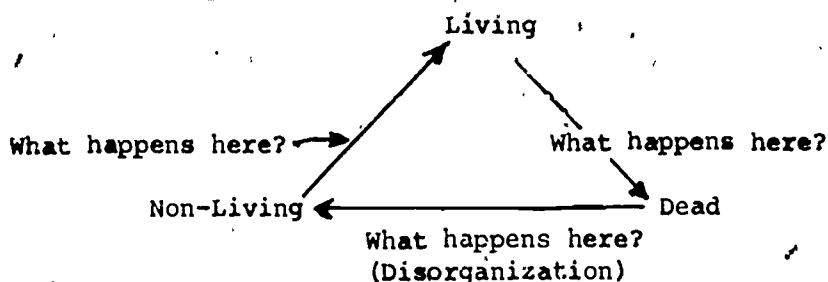 Living
What happens here?
What happens here?
Non-Living
Dead
What happens here?
(Disorganization)